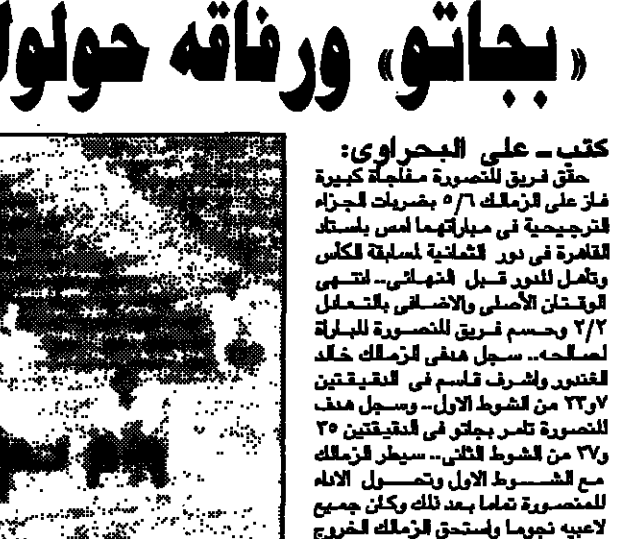 «بجاتو» ورفاقه حولوا
كتب ـ على البحراوى:
حقق فريق المنصورة مفاجأة كبيرة
فاز على الزمالك ٥/٦ بضربات الجزاء
الترجيحية فى مباراتهما امس باستاد
القاهرة فى دور الثمانية لمسابقة الكأس
وتأهل للدور قبل النهائى.. انتهى
الوقتان الأصلى والاضافى بالتعادل
٢/٢ وحسم فريق المنصورة المباراة
لصالحه.. سجل هدفى الزمالك خالد
الغندور واشرف قاسم فى الدقيقتين
٧و٢٣ من الشوط الاول.. وسجل هدف
للمنصورة تامر بجاتو فى الدقيقتين ٣٥
و٣٧ من الشوط الثانى.. سيطر الزمالك
مع الشوط الاول وتحول الاداء
للمنصورة تماما بعد ذلك وكان جميع
لاعبيه نجوما واستحق الزمالك الخروج